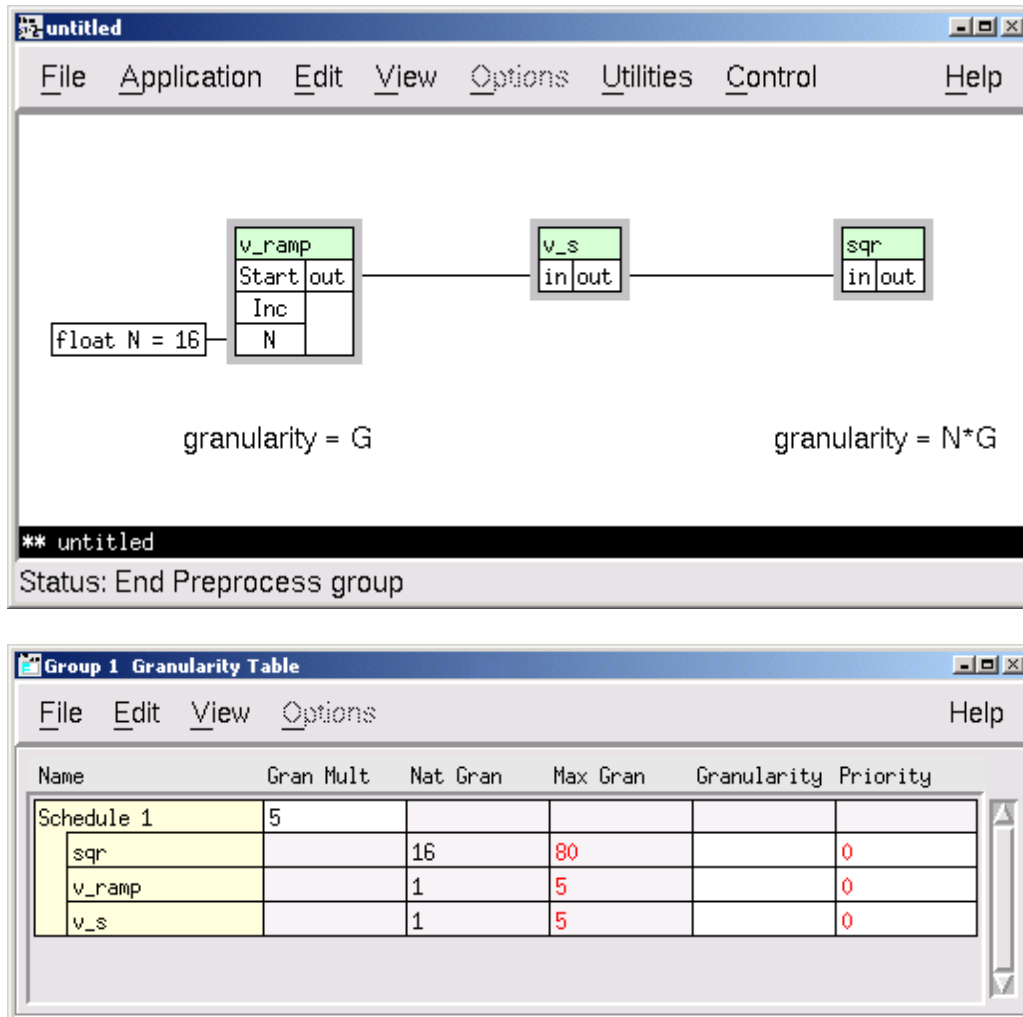 untitled
File Application Edit View Options Utilities Control Help
v_ramp
Start out
Inc
N
float N = 16
v_s
in out
sqr
in out
granularity = G
granularity = N*G
** untitled
Status: End Preprocess group
Group 1 Granularity Table
File Edit View Options Help
Name Gran Mult Nat Gran Max Gran Granularity Priority
Schedule 1 5
sqr 16 80 0
v_ramp 1 5 0
v_s 1 5 0